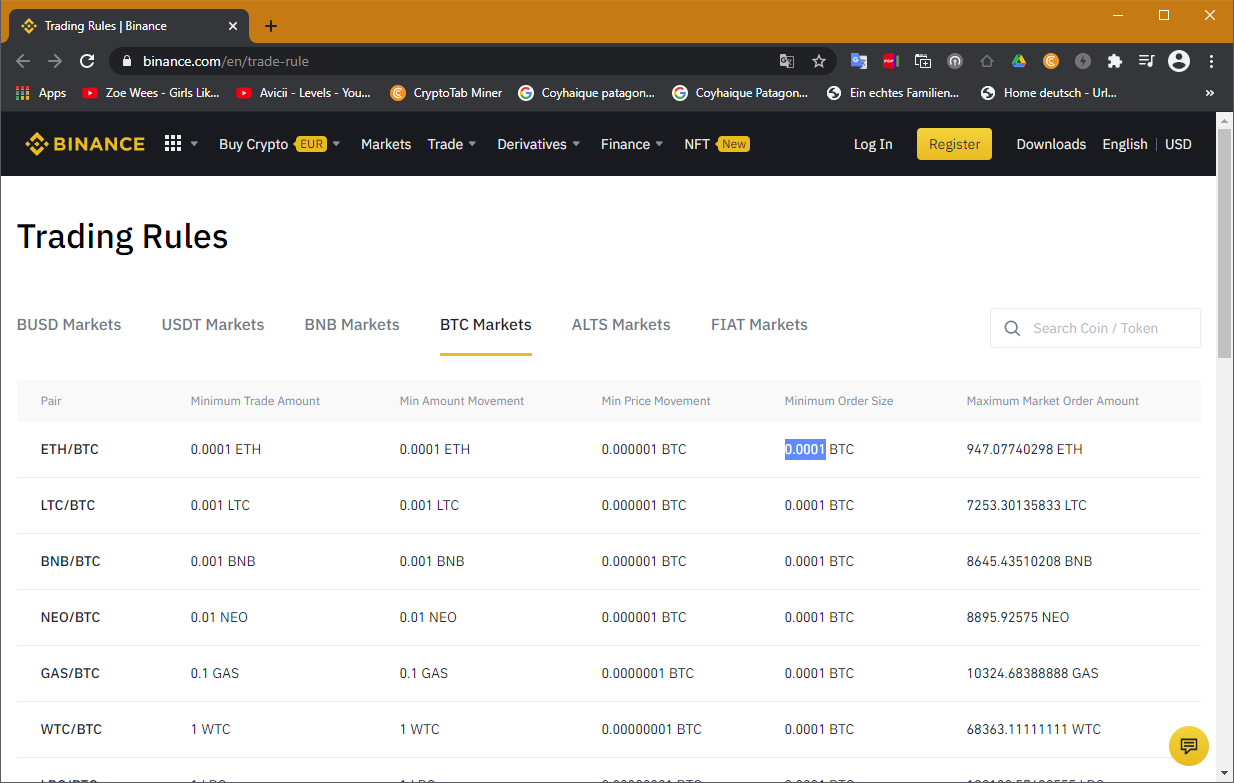 Trading Rules | Binance
binance.com/en/trade-rule
Apps Zoe Wees - Girls Lik... Avicii - Levels - You... CryptoTab Miner Coyhaique patagon... Coyhaique Patagon... Ein echtes Familien... Home deutsch - Url... »
BINANCE Buy Crypto EUR Markets Trade Derivatives Finance NFT New Log In Register Downloads English | USD
Trading Rules
BUSD Markets USDT Markets BNB Markets BTC Markets ALTS Markets FIAT Markets Search Coin / Token
Pair Minimum Trade Amount Min Amount Movement Min Price Movement Minimum Order Size Maximum Market Order Amount
ETH/BTC 0.0001 ETH 0.0001 ETH 0.000001 BTC 0.0001 BTC 947.07740298 ETH
LTC/BTC 0.001 LTC 0.001 LTC 0.000001 BTC 0.0001 BTC 7253.30135833 LTC
BNB/BTC 0.001 BNB 0.001 BNB 0.000001 BTC 0.0001 BTC 8645.43510208 BNB
NEO/BTC 0.01 NEO 0.01 NEO 0.000001 BTC 0.0001 BTC 8895.92575 NEO
GAS/BTC 0.1 GAS 0.1 GAS 0.0000001 BTC 0.0001 BTC 10324.68388888 GAS
WTC/BTC 1 WTC 1 WTC 0.00000001 BTC 0.0001 BTC 68363.11111111 WTC